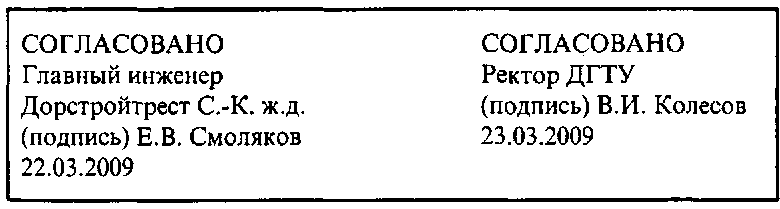 СОГЛАСОВАНО
Главный инженер
Дорстройтрест С.-К. ж.д.
(подпись) Е.В. Смоляков
22.03.2009
СОГЛАСОВАНО
Ректор ДГТУ
(подпись) В.И. Колесов
23.03.2009